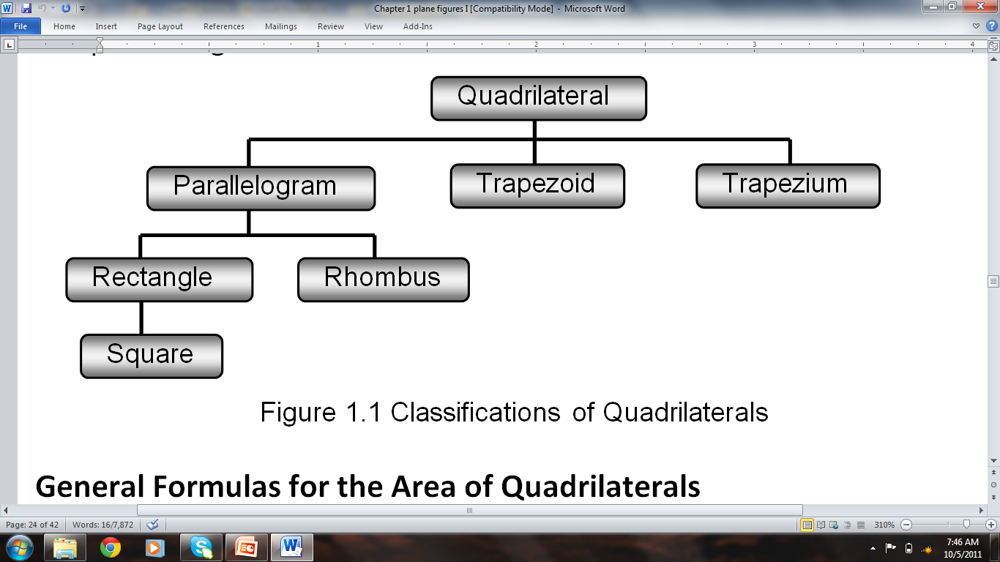 Chapter 1 plane figures I [Compatibility Mode] - Microsoft Word
File Home Insert Page Layout References Mailings Review View Add-Ins
1 2 3 4
Quadrilateral
Parallelogram Trapezoid Trapezium
Rectangle Rhombus
Square
Figure 1.1 Classifications of Quadrilaterals
General Formulas for the Area of Quadrilaterals
Page: 24 of 42 Words: 16/7,872 310%
7:46 AM
10/5/2011